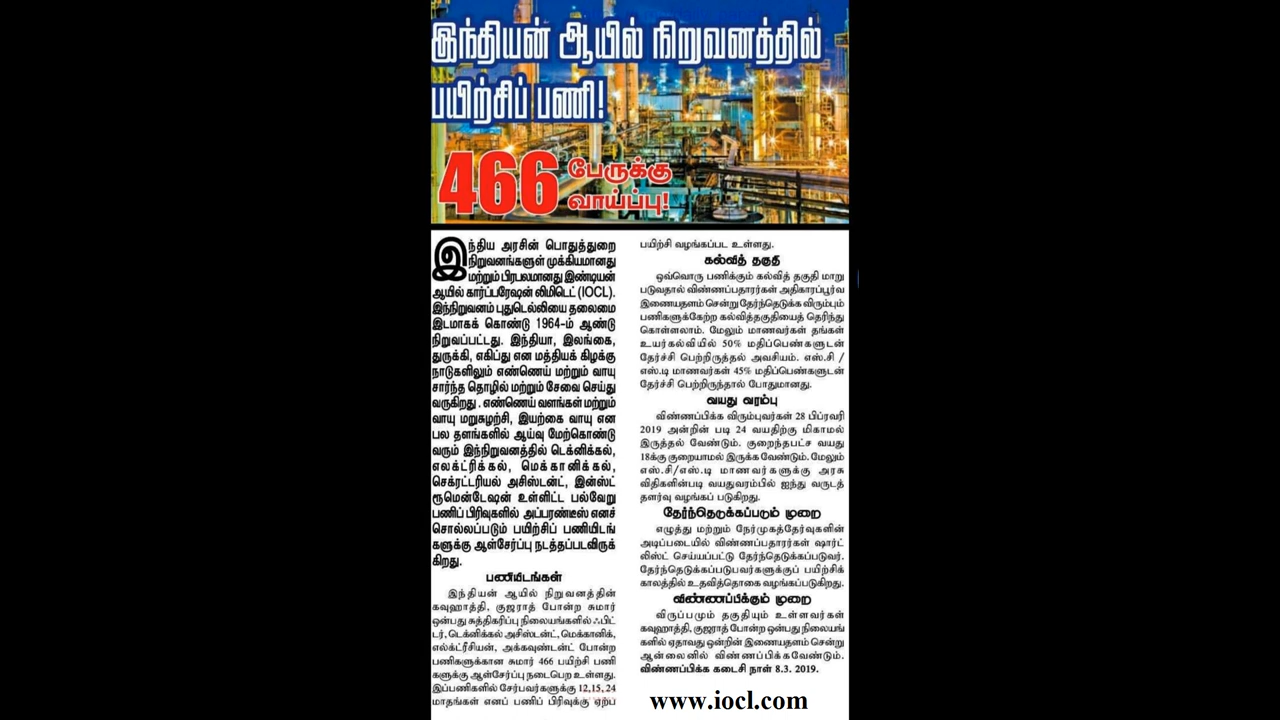 இந்தியன் ஆயில் நிறுவனத்தில்
பயிற்சிப் பணி!
466 பேருக்கு
வாய்ப்பு!
இந்திய அரசின் பொதுத்துறை
நிறுவனங்களுள் முக்கியமானது
மற்றும் பிரபலமானது இண்டியன்
ஆயில் கார்ப்பரேஷன் லிமிடெட் (IOCL).
இந்நிறுவனம் புதுடெல்லியை தலைமை
இடமாகக் கொண்டு 1964-ம் ஆண்டு
நிறுவப்பட்டது. இந்தியா, இலங்கை,
துருக்கி, எகிப்து என மத்தியக் கிழக்கு
நாடுகளிலும் எண்ணெய் மற்றும் வாயு
சார்ந்த தொழில் மற்றும் சேவை செய்து
வருகிறது . எண்ணெய் வளங்கள் மற்றும்
வாயு மறுசுழற்சி, இயற்கை வாயு என
பல தளங்களில் ஆய்வு மேற்கொண்டு
வரும் இந்நிறுவனத்தில் டெக்னிக்கல்,
எலக்ட்ரிக்கல், மெக்கானிக்கல்,
செக்ரட்டரியல் அசிஸ்டன்ட், இன்ஸ்ட்
ரூமென்டேஷன் உள்ளிட்ட பல்வேறு
பணிப் பிரிவுகளில் அப்பரண்டீஸ் எனச்
சொல்லப்படும் பயிற்சிப் பணியிடங்
களுக்கு ஆள்சேர்ப்பு நடத்தப்படவிருக்
கிறது.
பணியிடங்கள்
இந்தியன் ஆயில் நிறுவனத்தின்
கவுஹாத்தி, குஜராத் போன்ற சுமார்
ஒன்பது சுத்திகரிப்பு நிலையங்களில் ஃபிட்
டர், டெக்னிக்கல் அசிஸ்டன்ட், மெக்கானிக்,
எல்க்ட்ரீசியன், அக்கவுண்டன்ட் போன்ற
பணிகளுக்கான சுமார் 466 பயிற்சி பணி
களுக்கு ஆள்சேர்ப்பு நடைபெற உள்ளது.
இப்பணிகளில் சேர்பவர்களுக்கு 12,15, 24
மாதங்கள் எனப் பணிப் பிரிவுக்கு ஏற்ப
பயிற்சி வழங்கப்பட உள்ளது.
கல்வித் தகுதி
ஒவ்வொரு பணிக்கும் கல்வித் தகுதி மாறு
படுவதால் விண்ணப்பதாரர்கள் அதிகாரப்பூர்வ
இணையதளம் சென்று தேர்ந்தெடுக்க விரும்பும்
பணிகளுக்கேற்ற கல்வித்தகுதியைத் தெரிந்து
கொள்ளலாம். மேலும் மாணவர்கள் தங்கள்
உயர்கல்வியில் 50% மதிப்பெண்களுடன்
தேர்ச்சி பெற்றிருத்தல் அவசியம். எஸ்.சி /
எஸ்.டி மாணவர்கள் 45% மதிப்பெண்களுடன்
தேர்ச்சி பெற்றிருந்தால் போதுமானது.
வயது வரம்பு
விண்ணப்பிக்க விரும்புவர்கள் 28 பிப்ரவரி
2019 அன்றின் படி 24 வயதிற்கு மிகாமல்
இருத்தல் வேண்டும். குறைந்தபட்ச வயது
18க்கு குறையாமல் இருக்க வேண்டும். மேலும்
எஸ்.சி/எஸ்.டி மாணவர்களுக்கு அரசு
விதிகளின்படி வயதுவரம்பில் ஐந்து வருடத்
தளர்வு வழங்கப் படுகிறது.
தேர்ந்தெடுக்கப்படும் முறை
எழுத்து மற்றும் நேர்முகத்தேர்வுகளின்
அடிப்படையில் விண்ணப்பதாரர்கள் ஷார்ட்
லிஸ்ட் செய்யப்பட்டு தேர்ந்தெடுக்கப்படுவர்.
தேர்ந்தெடுக்கப்படுபவர்களுக்குப் பயிற்சிக்
காலத்தில் உதவித்தொகை வழங்கப்படுகிறது.
விண்ணப்பிக்கும் முறை
விருப்பமும் தகுதியும் உள்ளவர்கள்
கவுஹாத்தி, குஜராத் போன்ற ஒன்பது நிலையங்
களில் ஏதாவது ஒன்றின் இணையதளம் சென்று
ஆன்லைனில் விண்ணப்பிக்கவேண்டும்.
விண்ணப்பிக்க கடைசி நாள் 8.3. 2019.
www.iocl.com